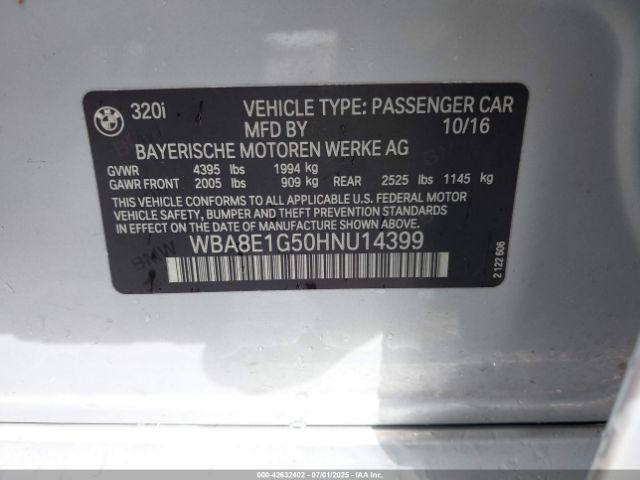 320i VEHICLE TYPE: PASSENGER CAR
MFD BY 10/16
BAYERISCHE MOTOREN WERKE AG
GVWR 4395 lbs 1994 kg
GAWR FRONT 2005 lbs 909 kg REAR 2525 lbs 1145 kg
THIS VEHICLE CONFORMS TO ALL APPLICABLE U.S. FEDERAL MOTOR
VEHICLE SAFETY, BUMPER AND THEFT PREVENTION STANDARDS
IN EFFECT ON THE DATE OF MANUFACTURE SHOWN ABOVE.
WBA8E1G50HNU14399
2 122 606
000-42632402 - 07/01/2025 - IAAI.com